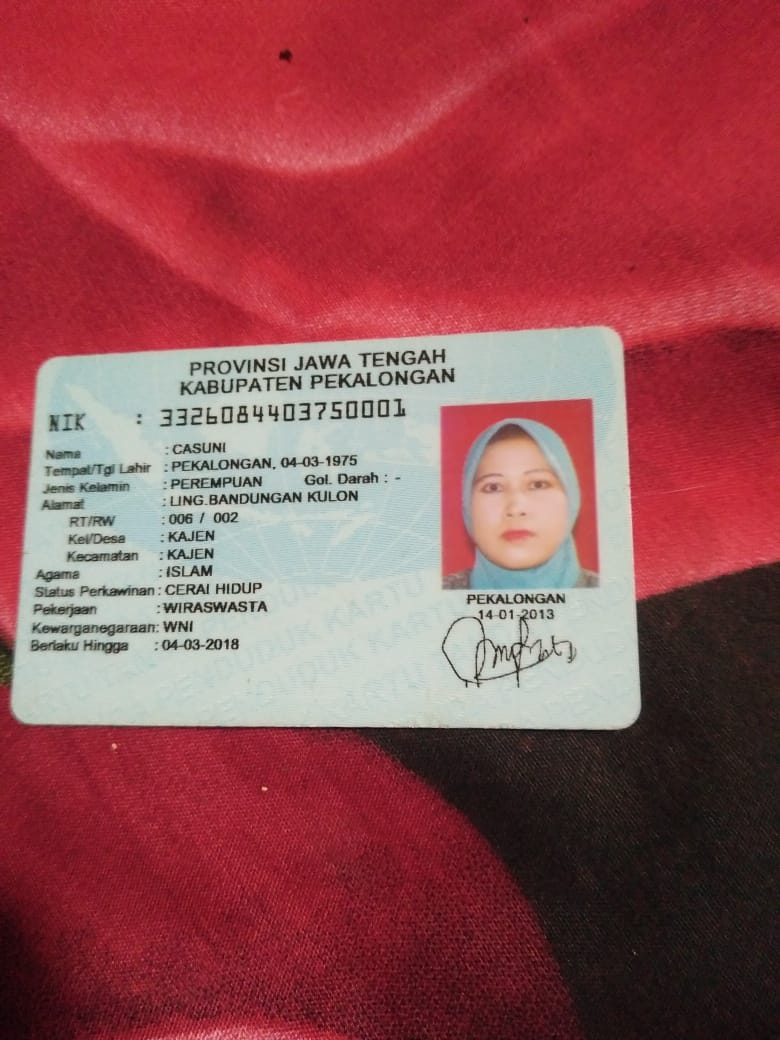 PROVINSI JAWA TENGAH
KABUPATEN PEKALONGAN
NIK : 3326084403750001
Nama : CASUNI
Tempat/Tgl Lahir : PEKALONGAN, 04-03-1975
Jenis Kelamin : PEREMPUAN Gol. Darah : -
Alamat : LING.BANDUNGAN KULON
RT/RW : 006 / 002
Kel/Desa : KAJEN
Kecamatan : KAJEN
Agama : ISLAM
Status Perkawinan : CERAI HIDUP
Pekerjaan : WIRASWASTA
Kewarganegaraan: WNI
Berlaku Hingga : 04-03-2018
PEKALONGAN
14-01-2013